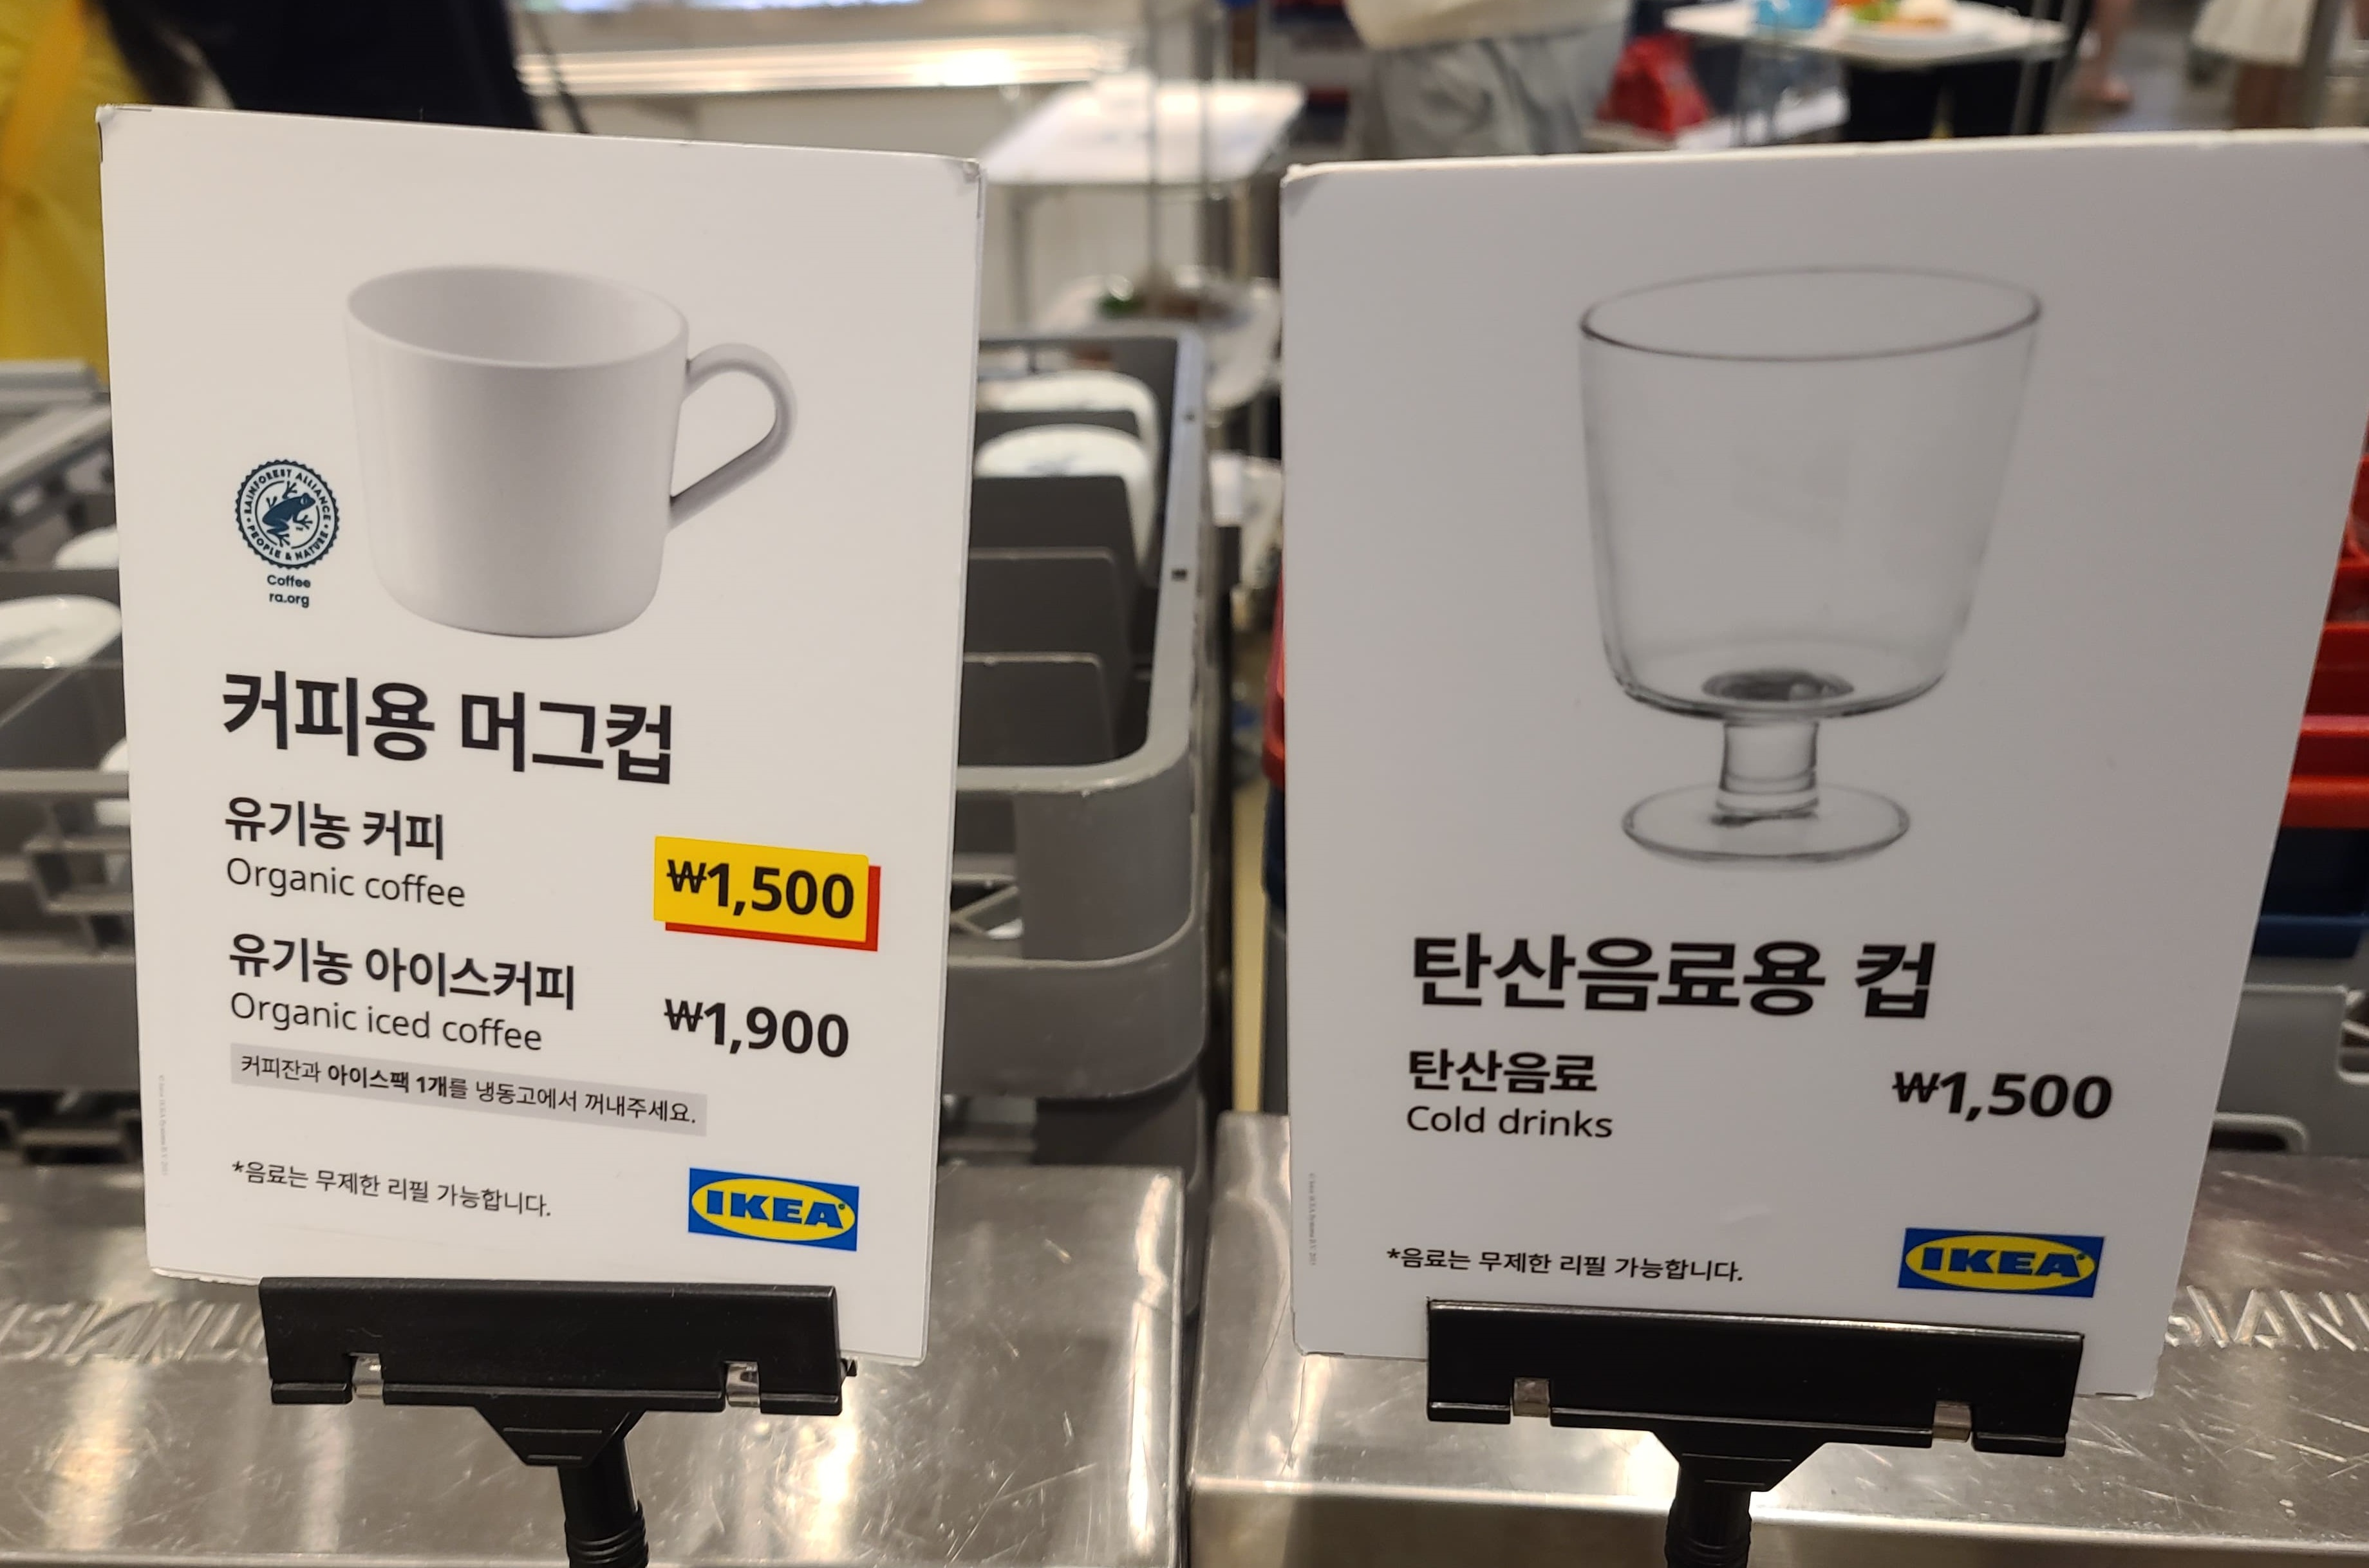 RAINFOREST ALLIANCE
PEOPLE & NATURE
Coffee
ra.org
커피용 머그컵
유기농 커피
Organic coffee
₩1,500
유기농 아이스커피
Organic iced coffee
₩1,900
커피잔과 아이스팩 1개를 냉동고에서 꺼내주세요.
*음료는 무제한 리필 가능합니다.
IKEA
탄산음료용 컵
탄산음료
Cold drinks
₩1,500
*음료는 무제한 리필 가능합니다.
IKEA